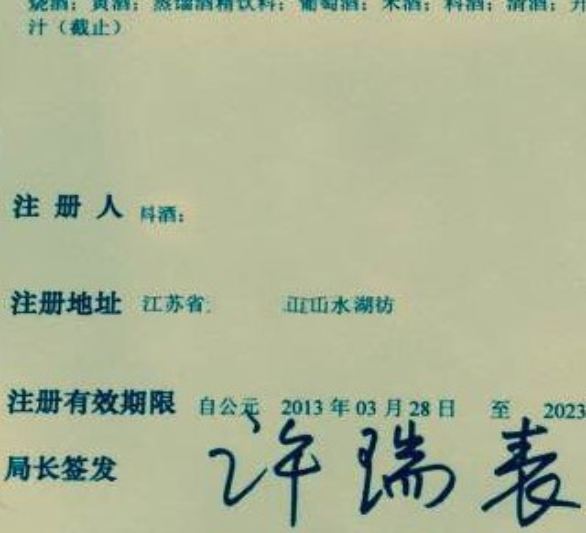 烧酒；黄酒；蒸馏酒精饮料；葡萄酒；米酒；料酒；清酒；开
汁（截止）
注 册 人 料酒；
注册地址 江苏省 山水湖坊
注册有效期限 自公元 2013 年 03 月 28 日 至 2023
局长签发 许瑞表